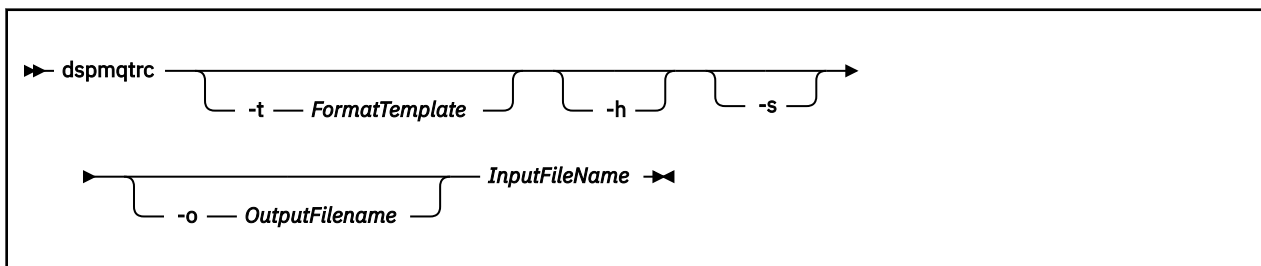 dspmqtrc
-t FormatTemplate -h -s
InputFileName
-o OutputFilename